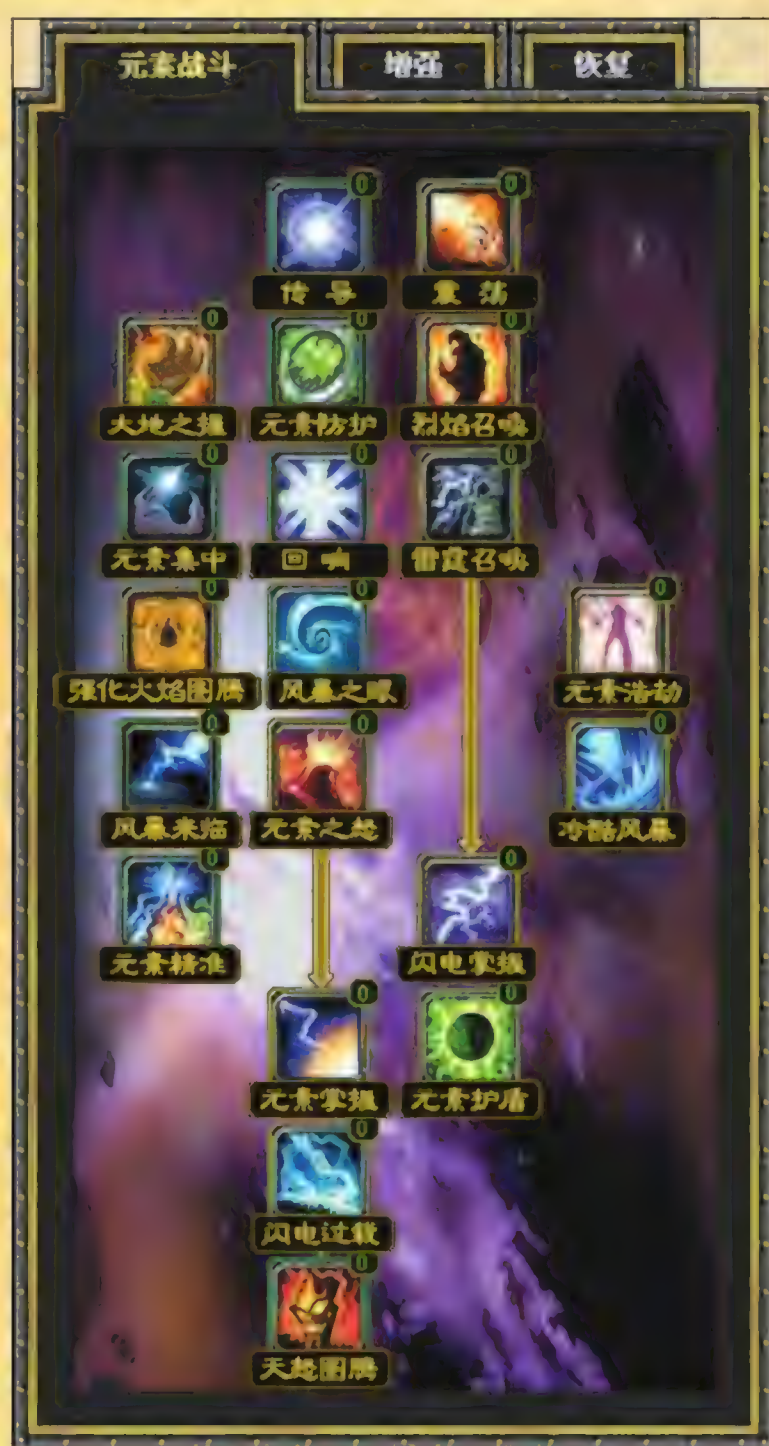 元素战斗 增强 恢复
0 0
传导 震荡
0 0 0
大地之握 元素防护 烈焰召唤
0 0 0
元素集中 回响 雷霆召唤
0 0 0
强化火焰图腾 风暴之眼 元素浩劫
0 0 0
风暴来临 元素之怒 冷酷风暴
0 0
元素精准 闪电掌握
0 0
元素掌握 元素护盾
0
闪电过载
0
天怒图腾